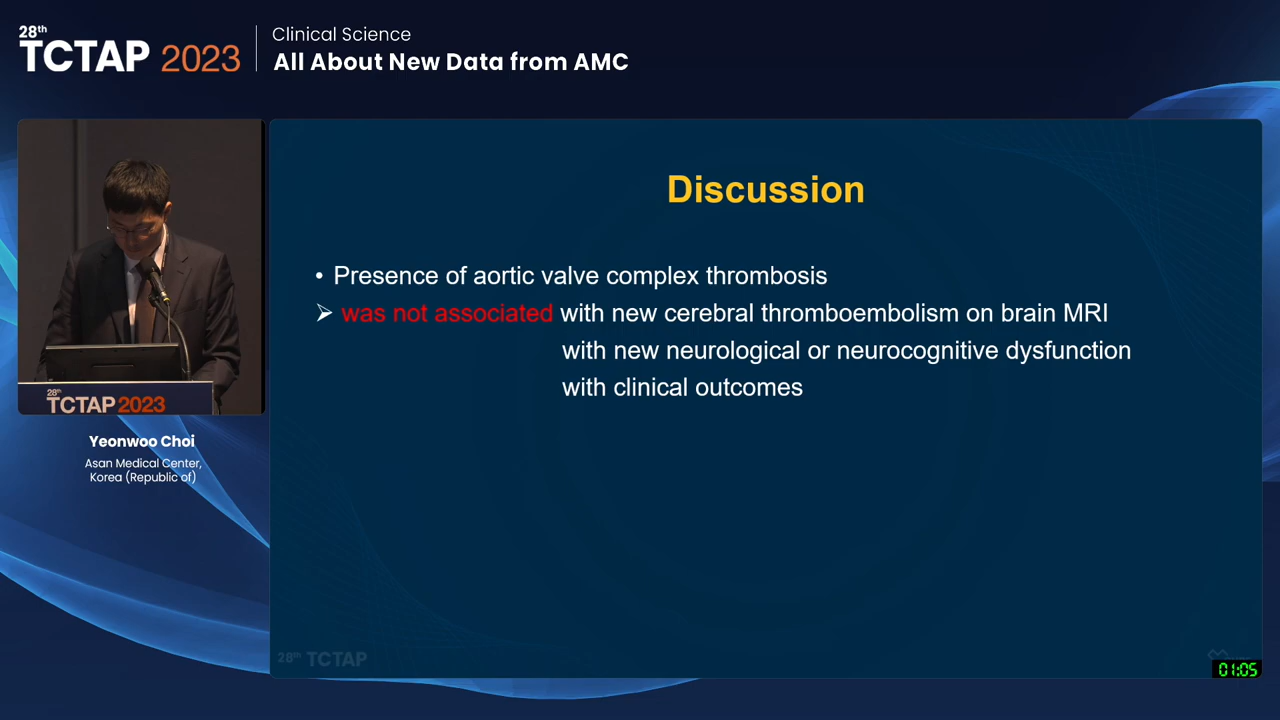 28th
TCTAP 2023
Clinical Science
All About New Data from AMC
28th
TCTAP 2023
Yeonwoo Choi
Asan Medical Center,
Korea (Republic of)
Discussion
• Presence of aortic valve complex thrombosis
➢ was not associated with new cerebral thromboembolism on brain MRI
with new neurological or neurocognitive dysfunction
with clinical outcomes
28th TCTAP
01:05